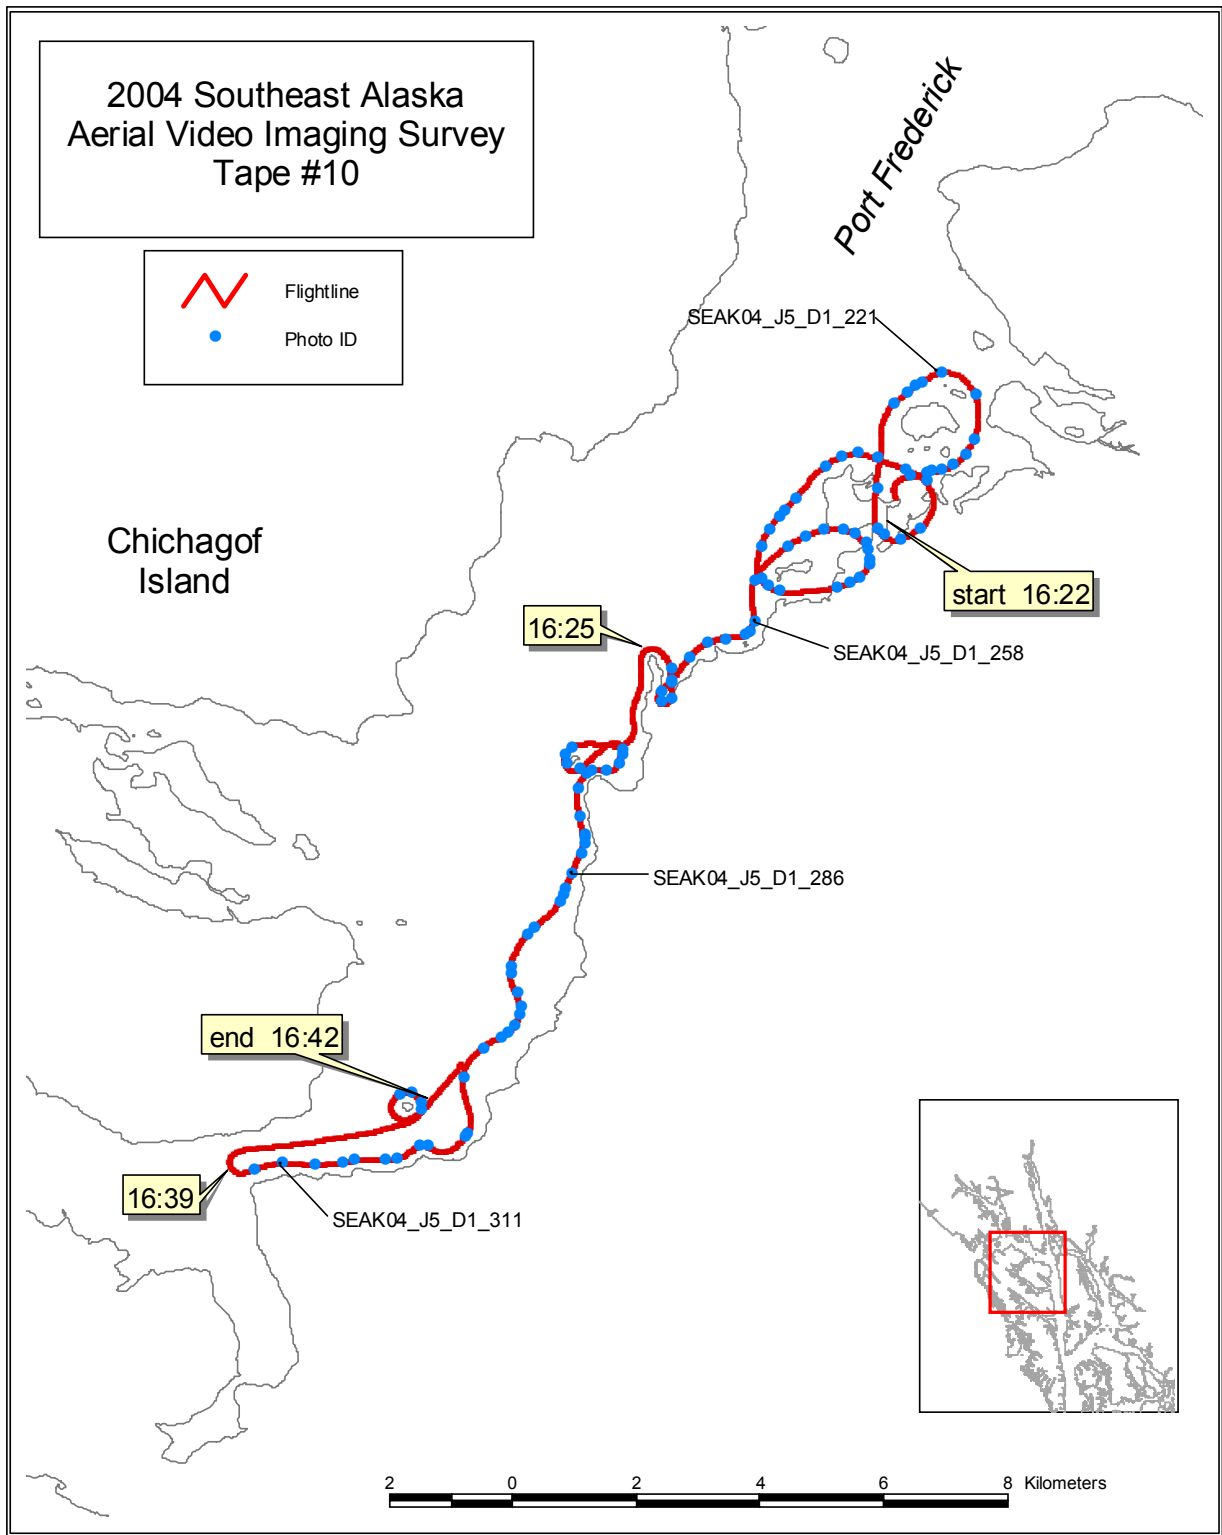 2004 Southeast Alaska
Aerial Video Imaging Survey
Tape #10
Flightline
Photo ID
Port Frederick
SEAK04_J5_D1_221
Chichagof
Island
start 16:22
16:25
SEAK04_J5_D1_258
SEAK04_J5_D1_286
end 16:42
16:39
SEAK04_J5_D1_311
2 0 2 4 6 8 Kilometers